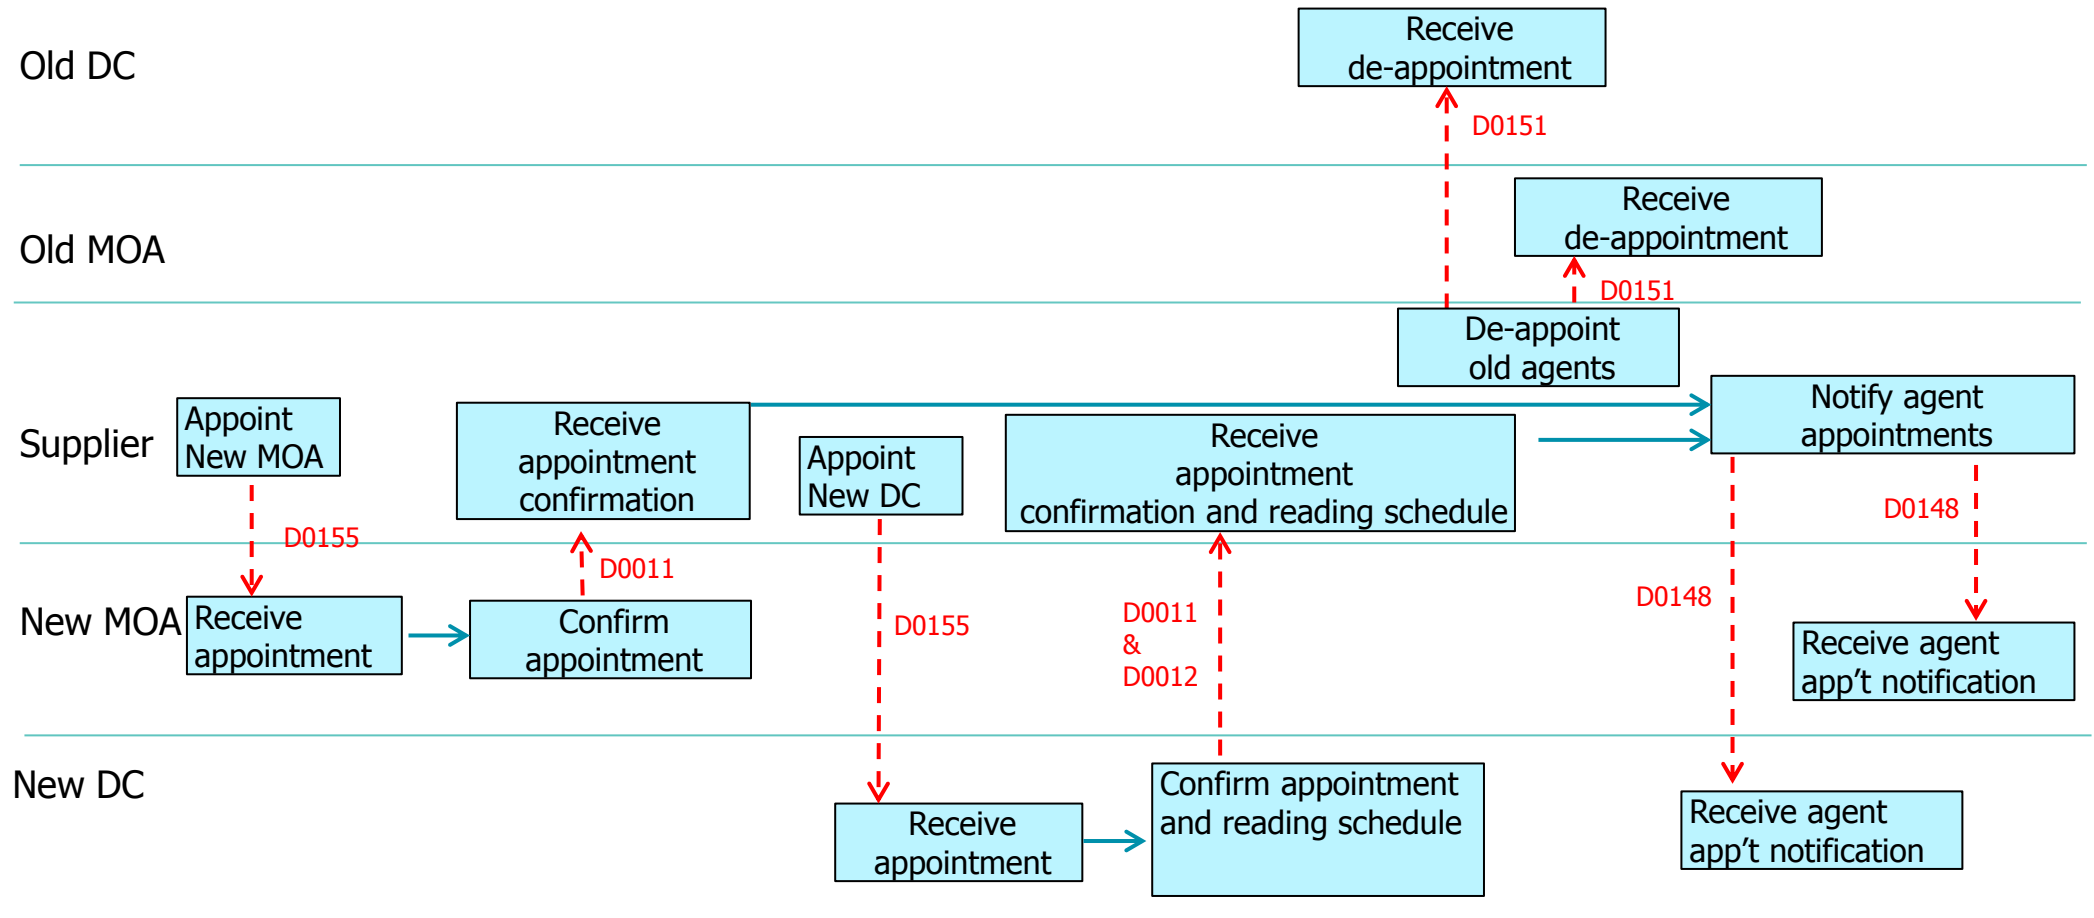 Old DC
Receive
de-appointment
D0151
Old MOA
Receive
de-appointment
D0151
De-appoint
old agents
Supplier
Appoint
New MOA
Receive
appointment
confirmation
Appoint
New DC
Receive
appointment
confirmation and reading schedule
Notify agent
appointments
D0155
D0011
D0148
D0148
New MOA
Receive
appointment
Confirm
appointment
D0155
D0011
&
D0012
Receive agent
app’t notification
New DC
Receive
appointment
Confirm appointment
and reading schedule
Receive agent
app’t notification